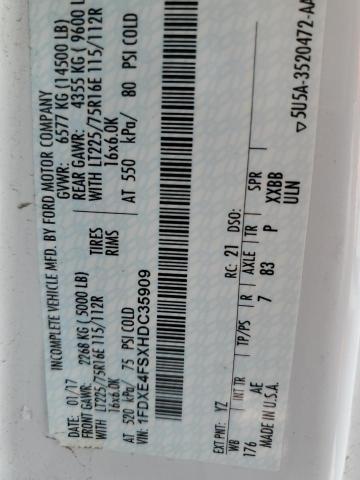 INCOMPLETE VEHICLE MFD. BY FORD MOTOR COMPANY
DATE: 01/17 GVWR: 6577 KG (14500 LB)
FRONT GAWR: 2268 KG ( 5000 LB) REAR GAWR: 4355 KG ( 9600 LB
WITH LT225/75R16E 115/112R TIRES WITH LT225/75R16E 115/112R
16x6.0K RIMS 16x6.0K
AT 520 kPa/ 75 PSI COLD AT 550 kPa/ 80 PSI COLD
VIN: 1FDXE4FSXHDC35909
EXT PNT: YZ RC: 21 DSO:
WB INT TR TP/PS R AXLE TR SPR
176 AE 7 83 P XXBB
MADE IN U.S.A. ULN
▽5U5A-3520472-AA